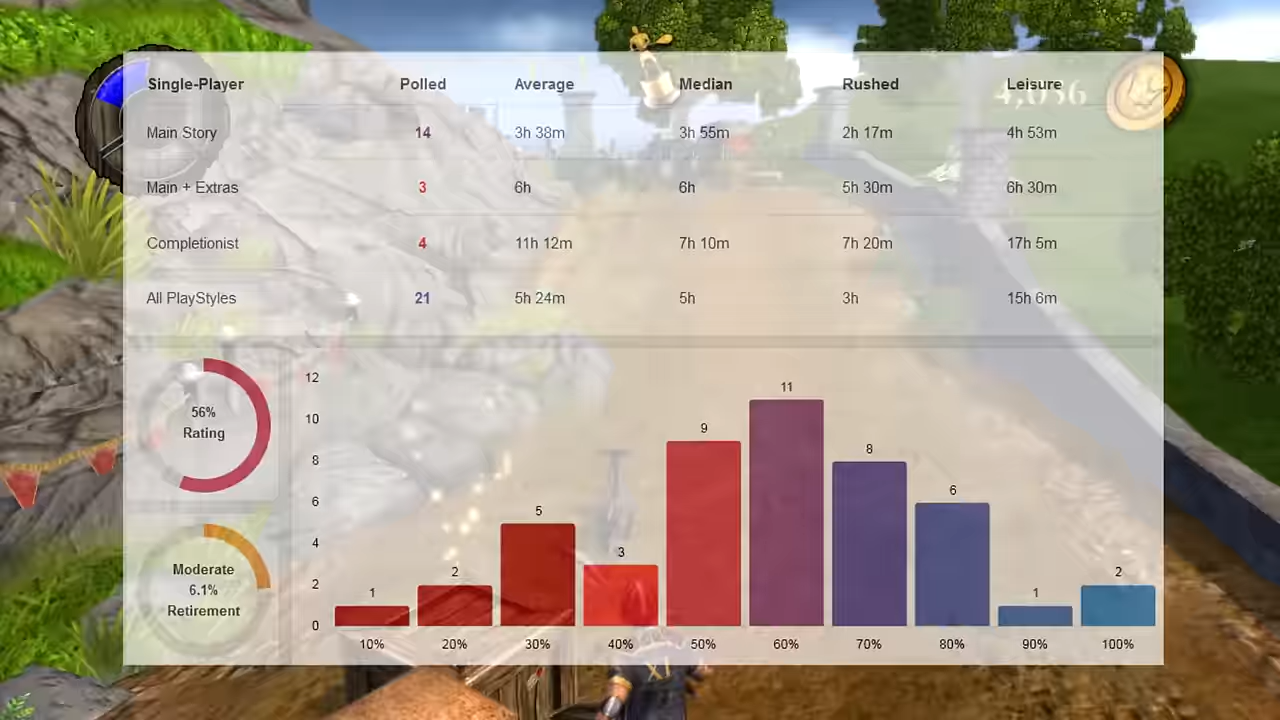 Single-Player Polled Average Median Rushed Leisure
4,086
Main Story 14 3h 38m 3h 55m 2h 17m 4h 53m
Main + Extras 3 6h 6h 5h 30m 6h 30m
Completionist 4 11h 12m 7h 10m 7h 20m 17h 5m
All PlayStyles 21 5h 24m 5h 3h 15h 6m
56%
Rating
Moderate
6.1%
Retirement
12
10
8
6
4
2
0
1 2 5 3 9 11 8 6 1 2
10% 20% 30% 40% 50% 60% 70% 80% 90% 100%
XI